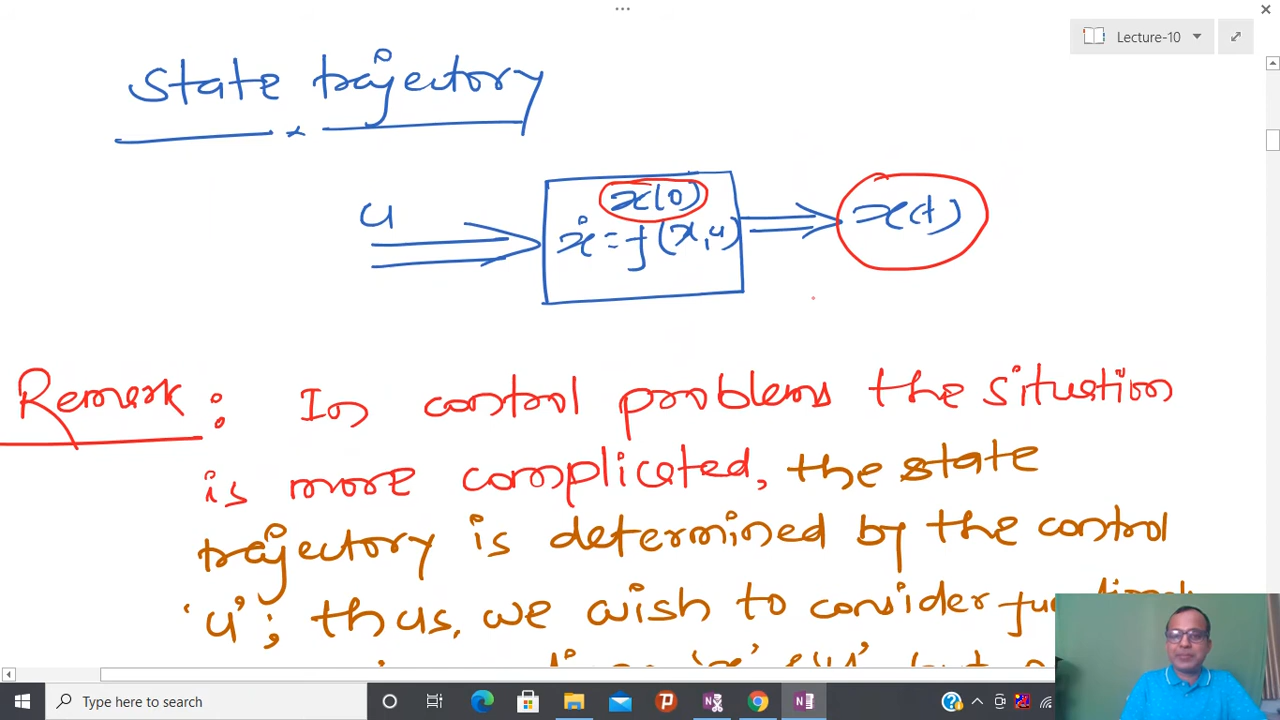 Lecture-10
State trajectory
x(0)
u
ẋ = f(x,u)
x(t)
Remark: In control problems the situation
is more complicated, the state
trajectory is determined by the control
'u'; thus, we wish to consider
Type here to search